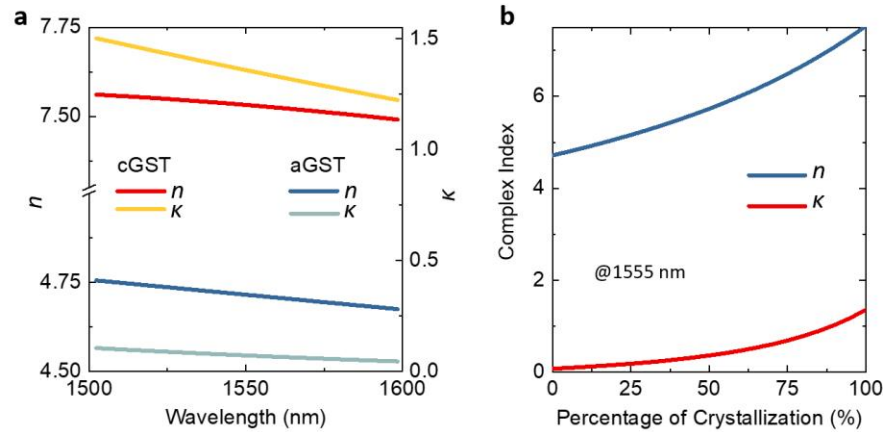 a
7.75
7.50
4.75
4.50
n
1500
1550
1600
Wavelength (nm)
1.5
1.0
0.5
0.0
κ
cGST
n
κ
aGST
n
κ
b
6
4
2
0
Complex Index
n
κ
@1555 nm
0
25
50
75
100
Percentage of Crystallization (%)